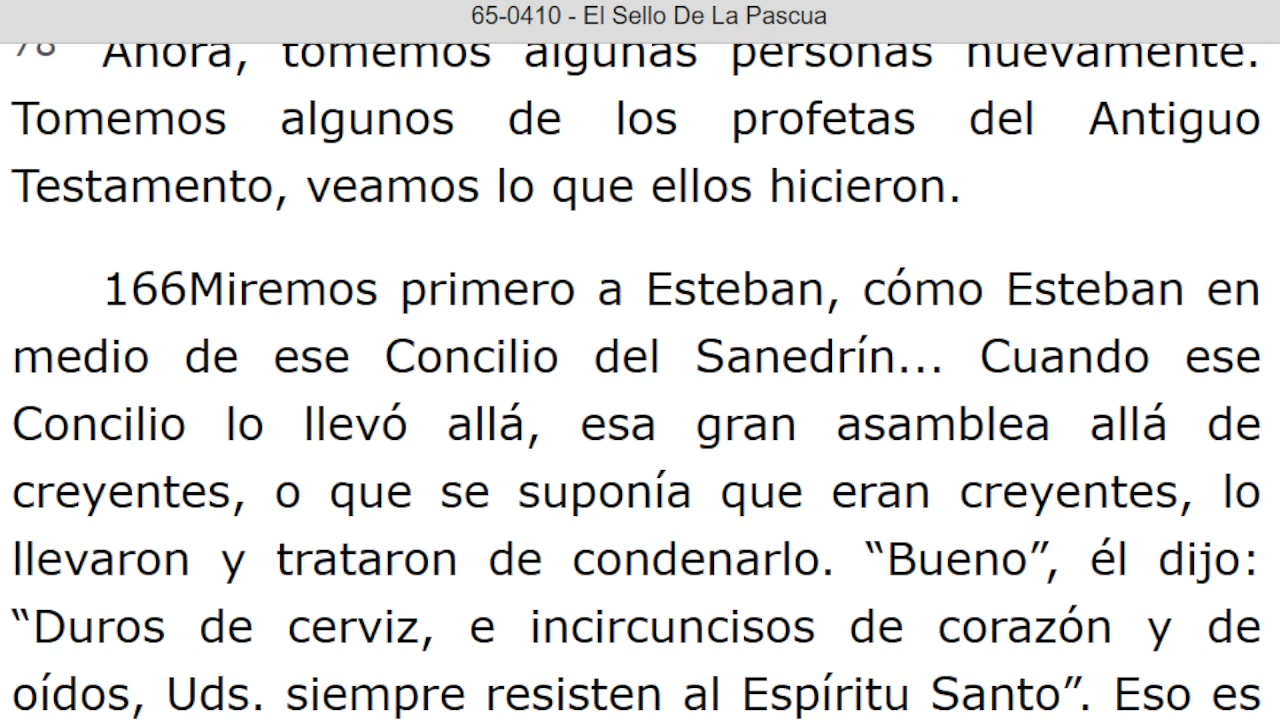 65-0410 - El Sello De La Pascua
78 Ahora, tomemos algunas personas nuevamente.
Tomemos algunos de los profetas del Antiguo
Testamento, veamos lo que ellos hicieron.
166Miremos primero a Esteban, cómo Esteban en
medio de ese Concilio del Sanedrín... Cuando ese
Concilio lo llevó allá, esa gran asamblea allá de
creyentes, o que se suponía que eran creyentes, lo
llevaron y trataron de condenarlo. “Bueno”, él dijo:
“Duros de cerviz, e incircuncisos de corazón y de
oídos, Uds. siempre resisten al Espíritu Santo”. Eso es